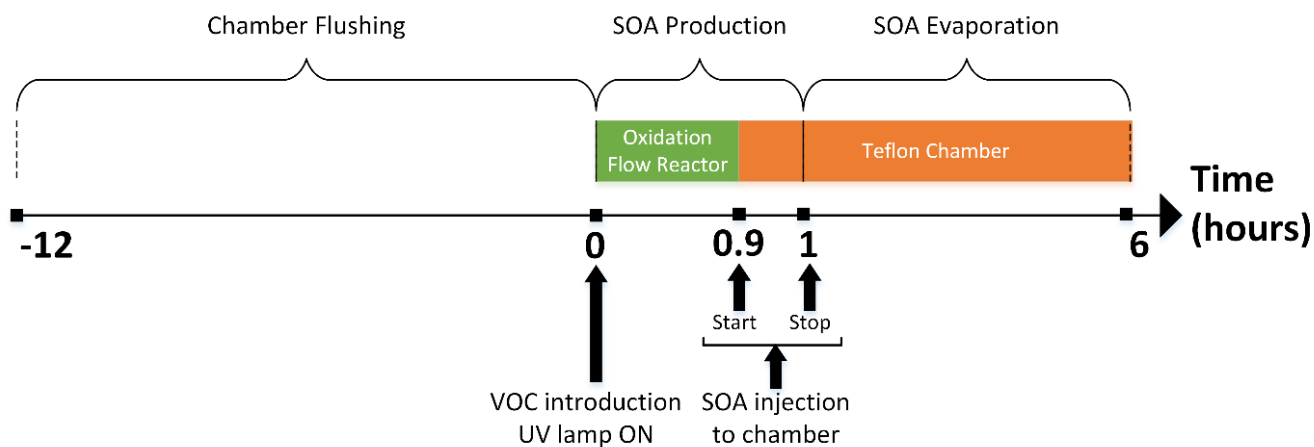 Chamber Flushing
SOA Production
SOA Evaporation
Oxidation
Flow Reactor
Teflon Chamber
Time
(hours)
-12
0
0.9
1
6
Start
Stop
VOC introduction
UV lamp ON
SOA injection
to chamber